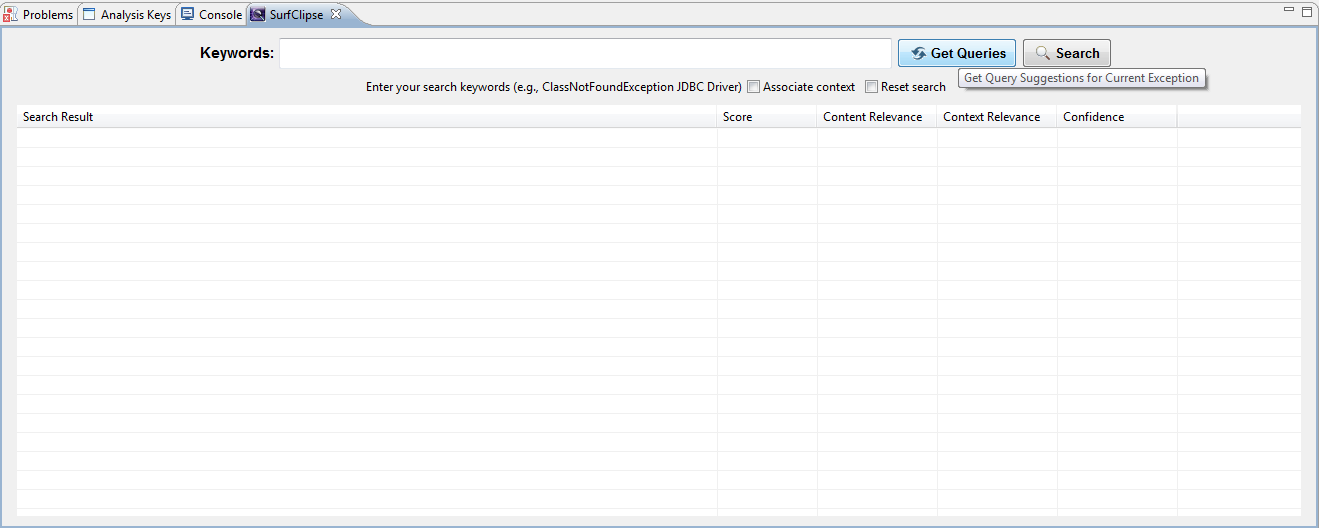 Problems Analysis Keys Console SurfClipse
Keywords: Get Queries Search
Get Query Suggestions for Current Exception
Enter your search keywords (e.g., ClassNotFoundException JDBC Driver) Associate context Reset search
Search Result Score Content Relevance Context Relevance Confidence